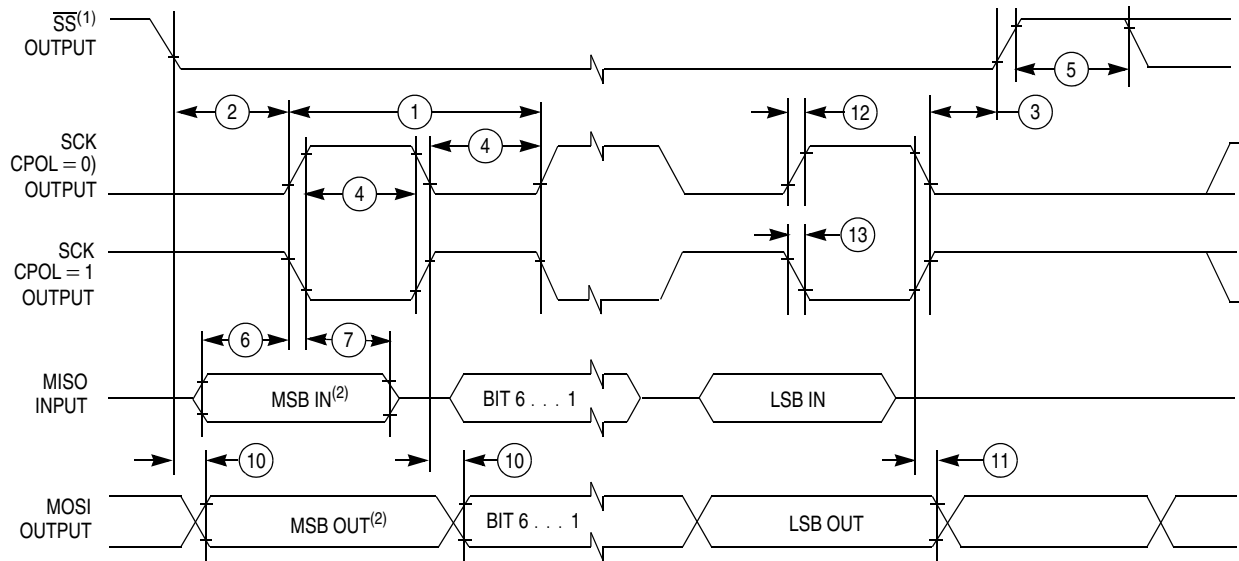 SS(1)
OUTPUT
5
2
1
12
3
SCK
CPOL = 0)
OUTPUT
4
4
SCK
CPOL = 1
OUTPUT
13
6
7
MISO
INPUT
MSB IN(2)
BIT 6 . . . 1
LSB IN
10
10
11
MOSI
OUTPUT
MSB OUT(2)
BIT 6 . . . 1
LSB OUT